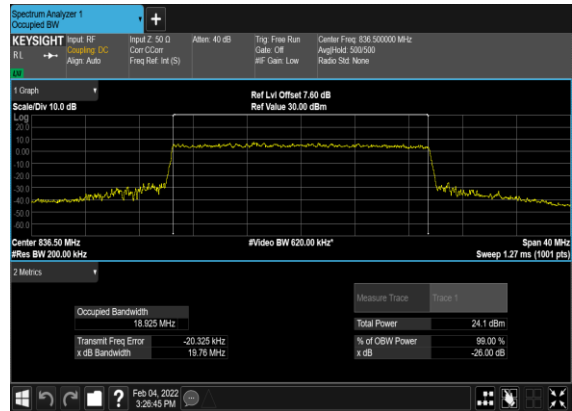 Spectrum Analyzer 1
Occupied BW
+
KEYSIGHT Input: RF Input Z: 50 Ω Atten: 40 dB Trig: Free Run Center Freq: 836.500000 MHz
RL Coupling: DC Corr CCorr Gate: Off Avg|Hold: 500/500
Align: Auto Freq Ref: Int (S) #IF Gain: Low Radio Std: None
1 Graph
Ref Lvl Offset 7.60 dB
Scale/Div 10.0 dB Ref Value 30.00 dBm
Log
20.0
10.0
0.00
-10.0
-20.0
-30.0
-40.0
-50.0
-60.0
Center 836.50 MHz #Video BW 620.00 kHz* Span 40 MHz
#Res BW 200.00 kHz Sweep 1.27 ms (1001 pts)
2 Metrics
Measure Trace Trace 1
Occupied Bandwidth
18.925 MHz Total Power 24.1 dBm
Transmit Freq Error -20.325 kHz % of OBW Power 99.00 %
x dB Bandwidth 19.76 MHz x dB -26.00 dB
? Feb 04, 2022
3:26:45 PM